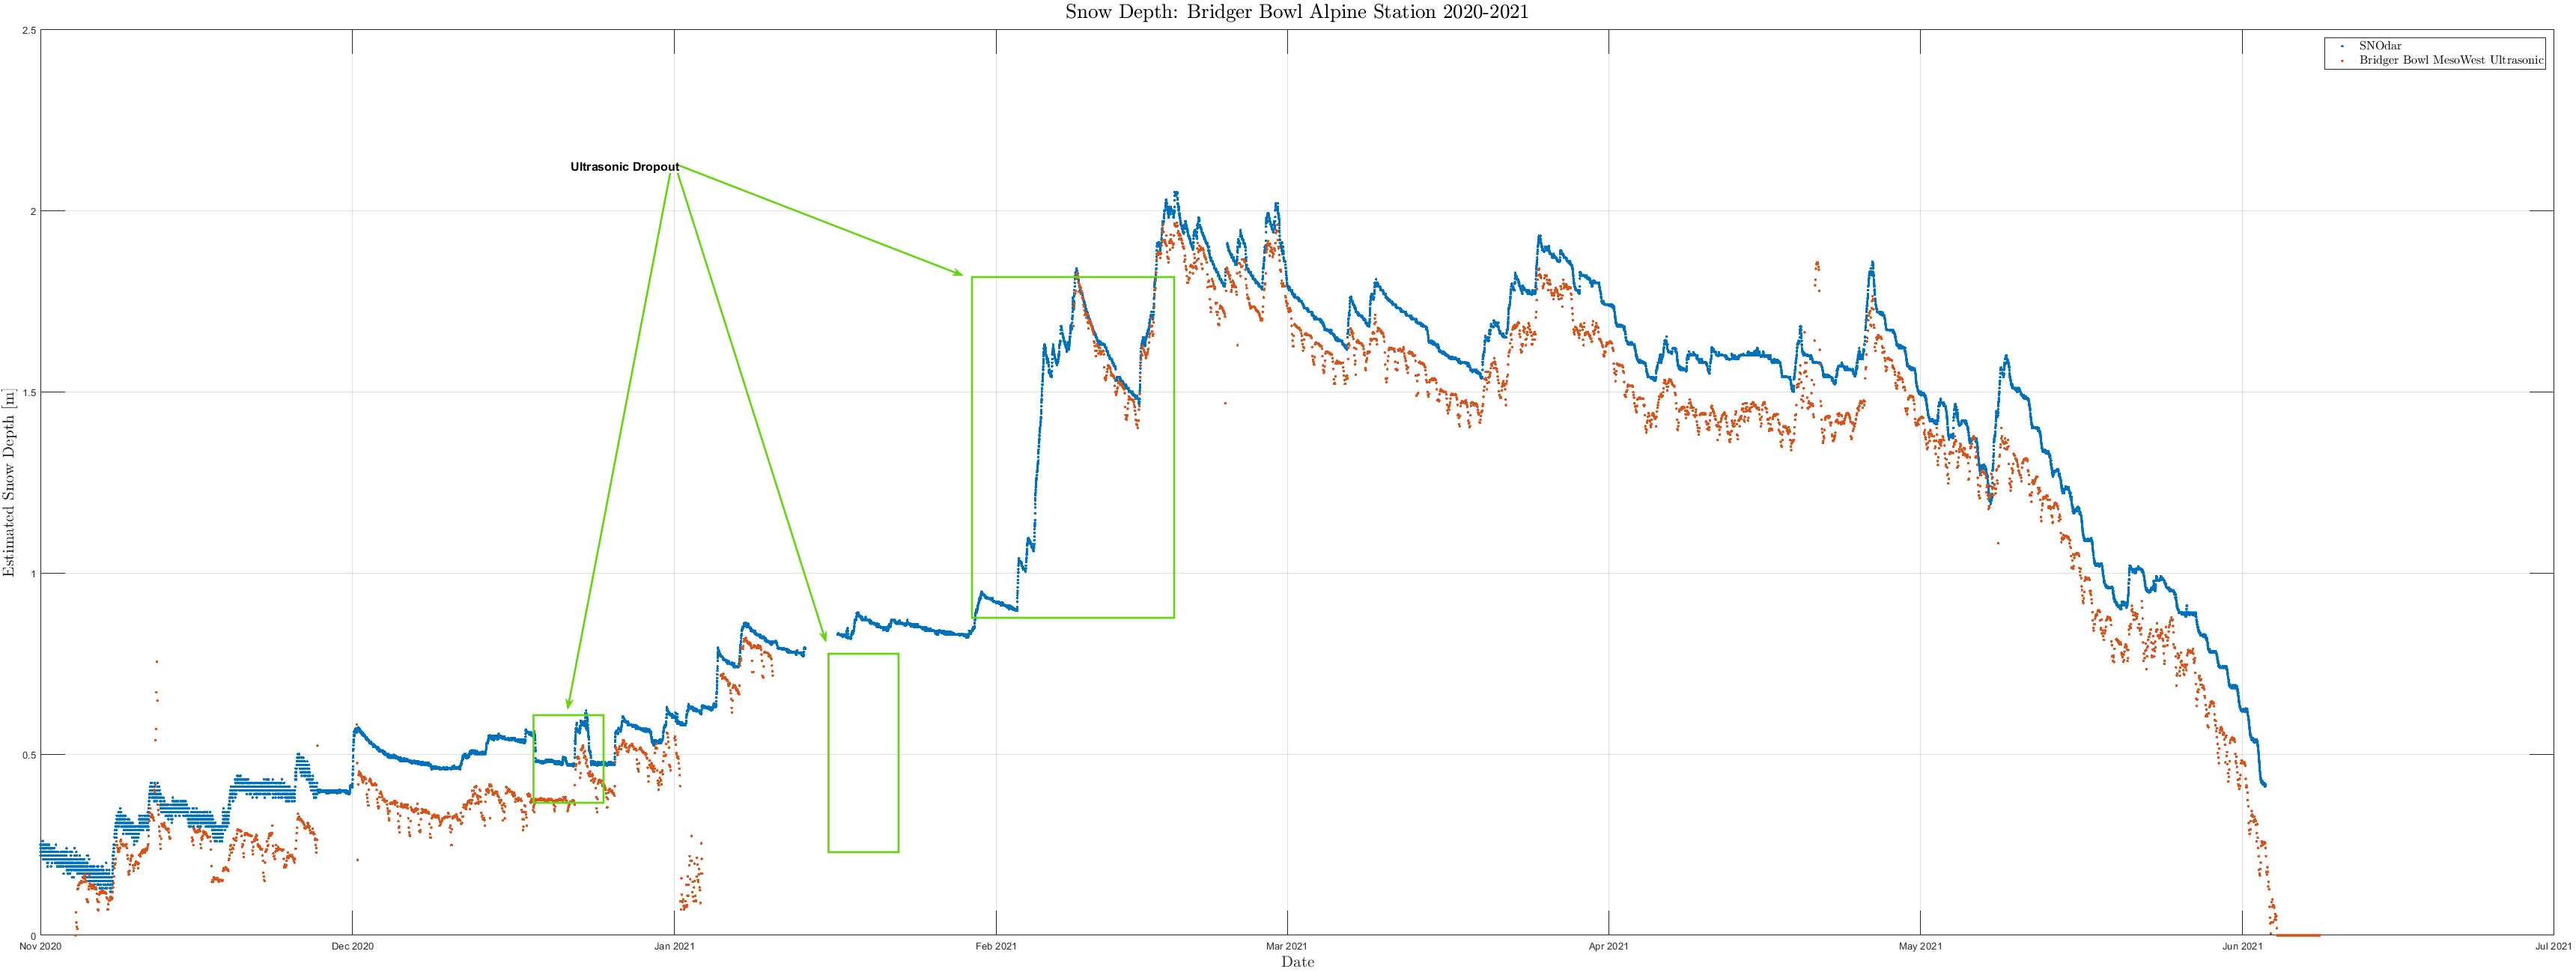 Snow Depth: Bridger Bowl Alpine Station 2020-2021
SNOdar
Bridger Bowl MesoWest Ultrasonic
Ultrasonic Dropout
Estimated Snow Depth [m]
2.5
2
1.5
1
0.5
0
Nov 2020 Dec 2020 Jan 2021 Feb 2021 Mar 2021 Apr 2021 May 2021 Jun 2021 Jul 2021
Date